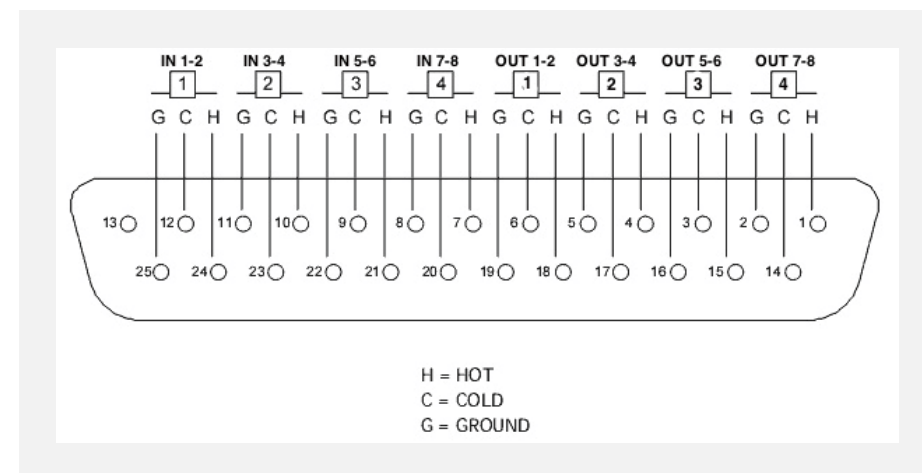 IN 1-2 IN 3-4 IN 5-6 IN 7-8 OUT 1-2 OUT 3-4 OUT 5-6 OUT 7-8
1 2 3 4 1 2 3 4
G C H G C H G C H G C H G C H G C H G C H G C H
13 12 11 10 9 8 7 6 5 4 3 2 1
25 24 23 22 21 20 19 18 17 16 15 14
H = HOT
C = COLD
G = GROUND